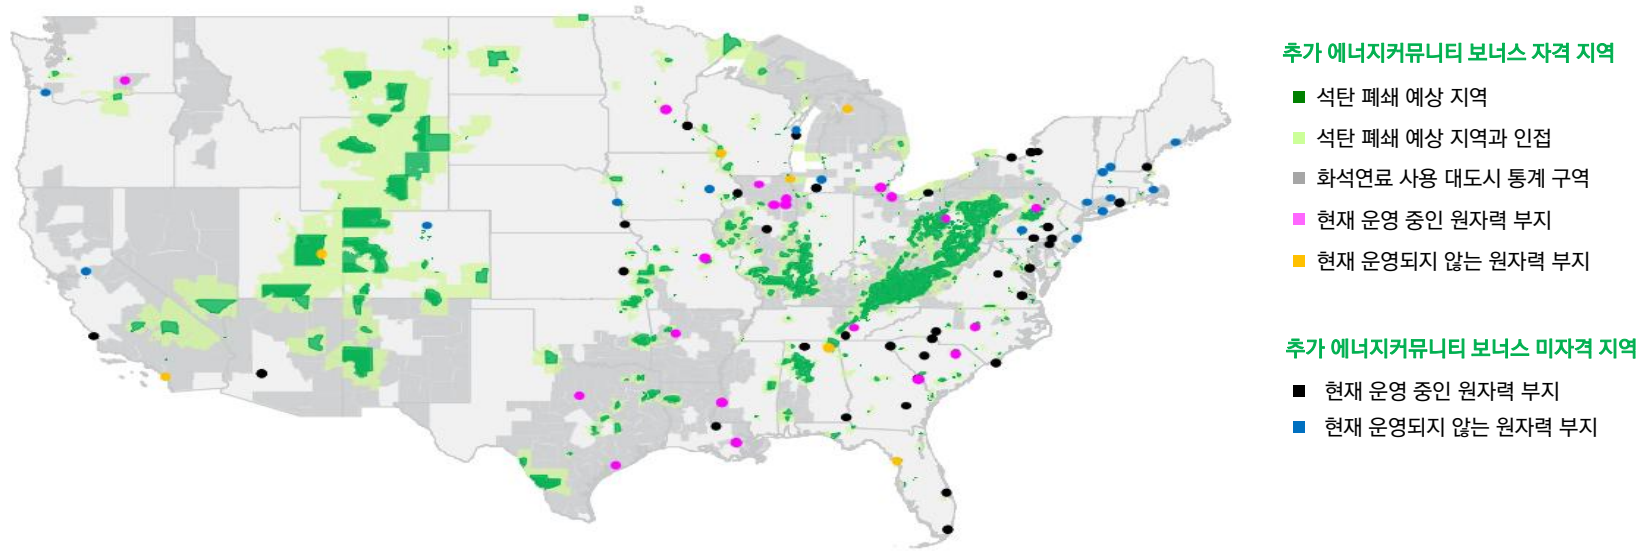 추가 에너지커뮤니티 보너스 자격 지역
석탄 폐쇄 예상 지역
석탄 폐쇄 예상 지역과 인접
화석연료 사용 대도시 통계 구역
현재 운영 중인 원자력 부지
현재 운영되지 않는 원자력 부지
추가 에너지커뮤니티 보너스 미자격 지역
현재 운영 중인 원자력 부지
현재 운영되지 않는 원자력 부지